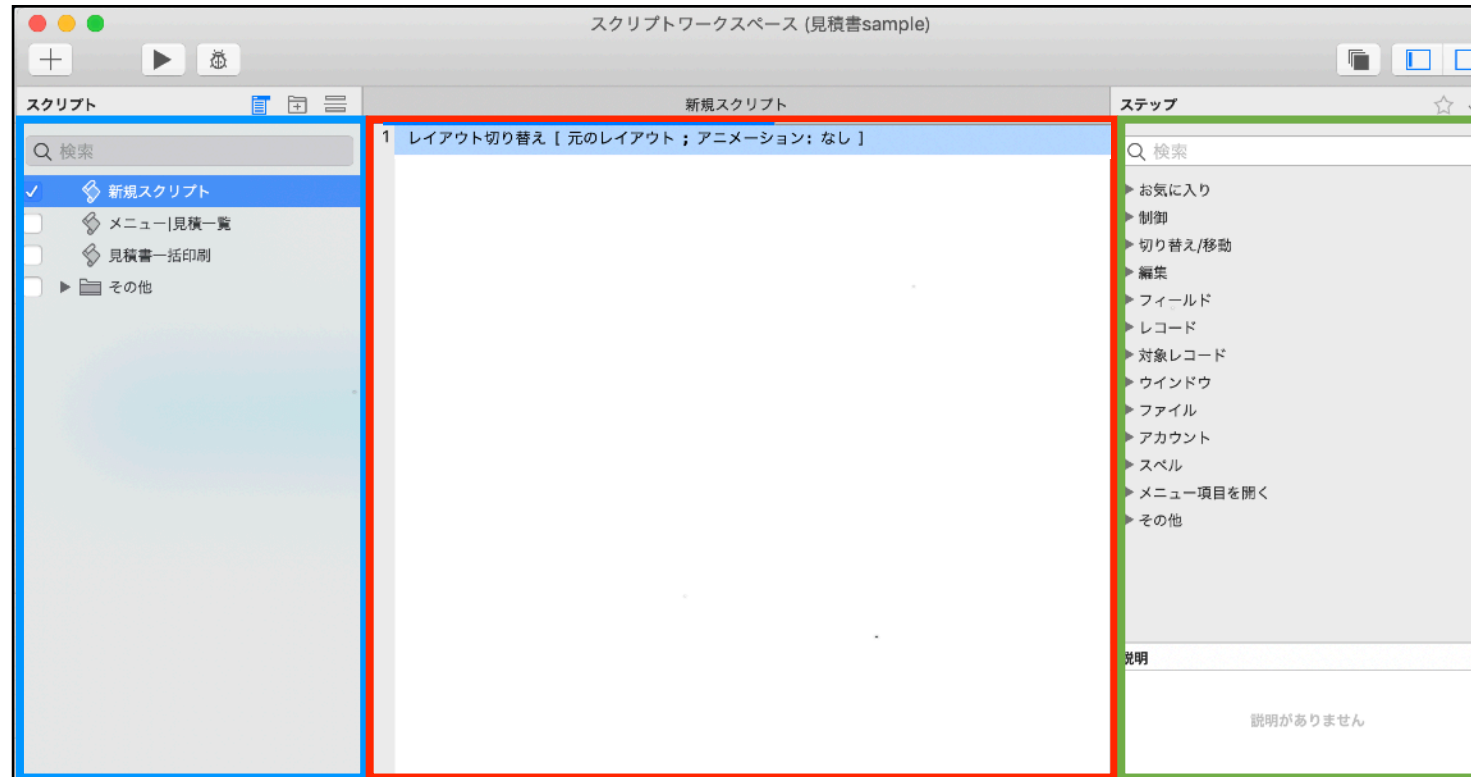 スクリプトワークスペース (見積書sample)
スクリプト
新規スクリプト
ステップ
検索
新規スクリプト
メニュー|見積一覧
見積書一括印刷
その他
1 レイアウト切り替え [ 元のレイアウト ; アニメーション: なし ]
検索
お気に入り
制御
切り替え/移動
編集
フィールド
レコード
対象レコード
ウインドウ
ファイル
アカウント
スペル
メニュー項目を開く
その他
説明
説明がありません